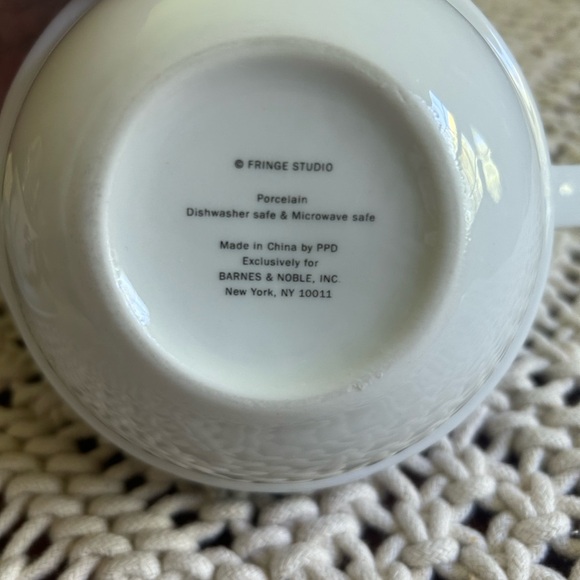 © FRINGE STUDIO
Porcelain
Dishwasher safe & Microwave safe
Made in China by PPD
Exclusively for
BARNES & NOBLE, INC.
New York, NY 10011